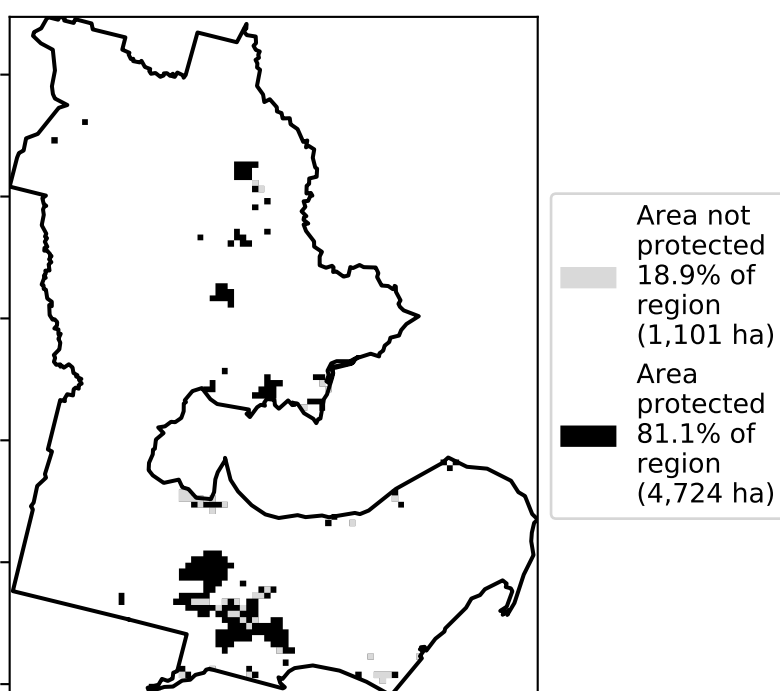 Area not
protected
18.9% of
region
(1,101 ha)
Area
protected
81.1% of
region
(4,724 ha)